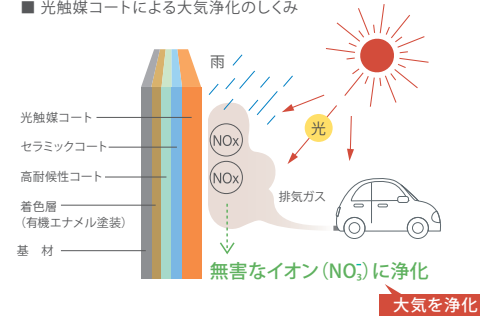 ■ 光触媒コートによる大気浄化のしくみ
雨
光触媒コート
セラミックコート
高耐候性コート
着色層
（有機エナメル塗装）
基　材
NOx
NOx
光
排気ガス
無害なイオン（NO₃⁻）に浄化
大気を浄化